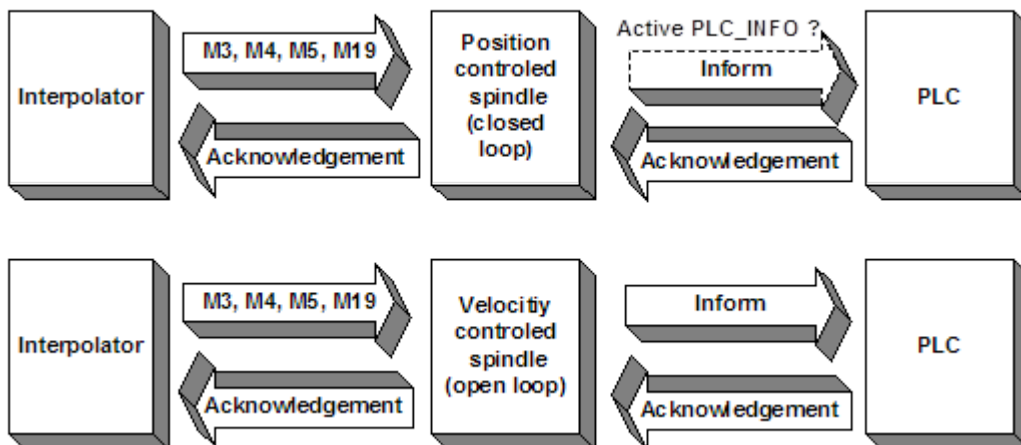 Interpolator
M3, M4, M5, M19
Acknowledgement
Position
controled
spindle
(closed
loop)
Active PLC_INFO ?
Inform
Acknowledgement
PLC
Interpolator
M3, M4, M5, M19
Acknowledgement
Velocitiy
controled
spindle
(open loop)
Inform
Acknowledgement
PLC